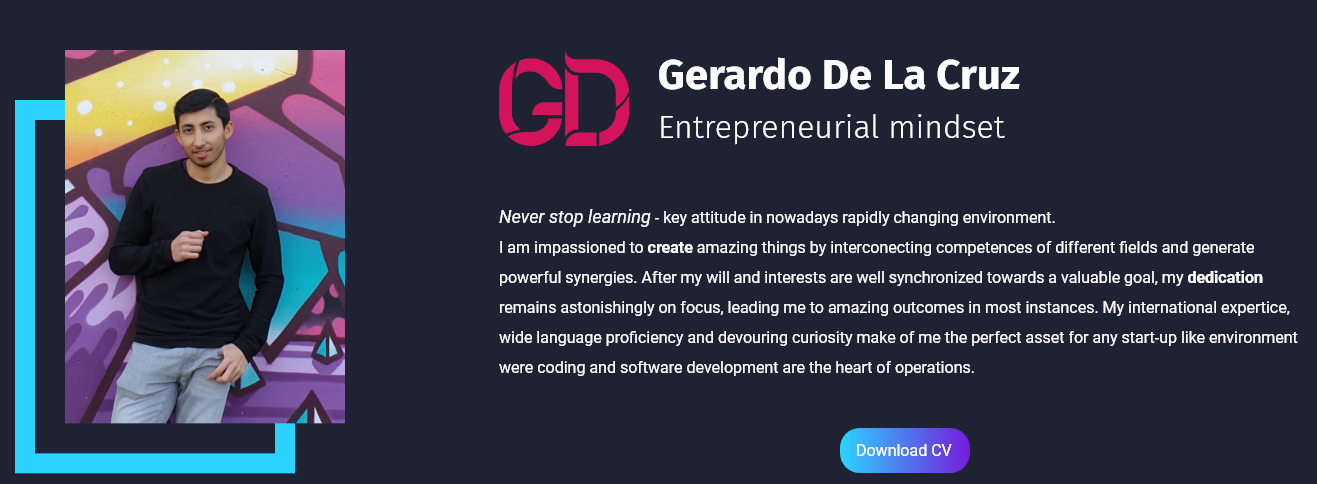 GD
Gerardo De La Cruz
Entrepreneurial mindset
Never stop learning - key attitude in nowadays rapidly changing environment.
I am impassioned to create amazing things by interconecting competences of different fields and generate
powerful synergies. After my will and interests are well synchronized towards a valuable goal, my dedication
remains astonishingly on focus, leading me to amazing outcomes in most instances. My international expertice,
wide language proficiency and devouring curiosity make of me the perfect asset for any start-up like environment
were coding and software development are the heart of operations.
Download CV